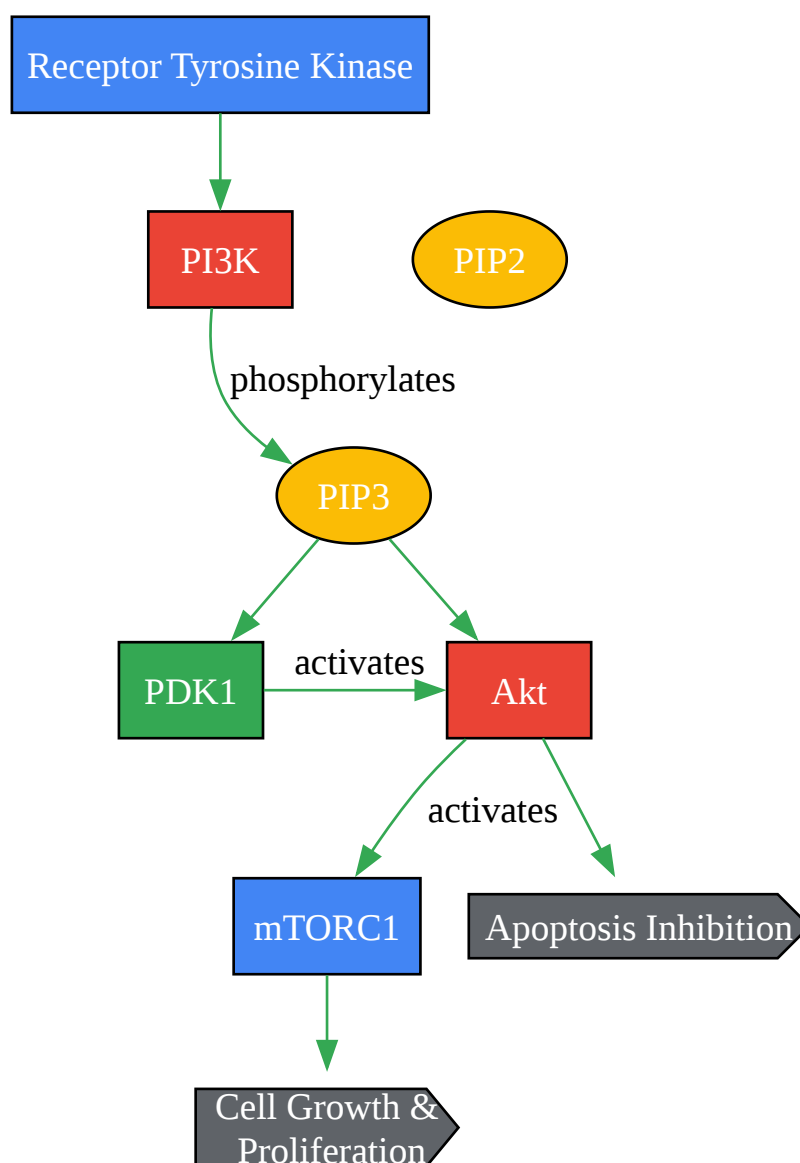 Receptor Tyrosine Kinase
PI3K
PIP2
phosphorylates
PIP3
activates
PDK1
Akt
activates
mTORC1
Apoptosis Inhibition
Cell Growth &
Proliferation